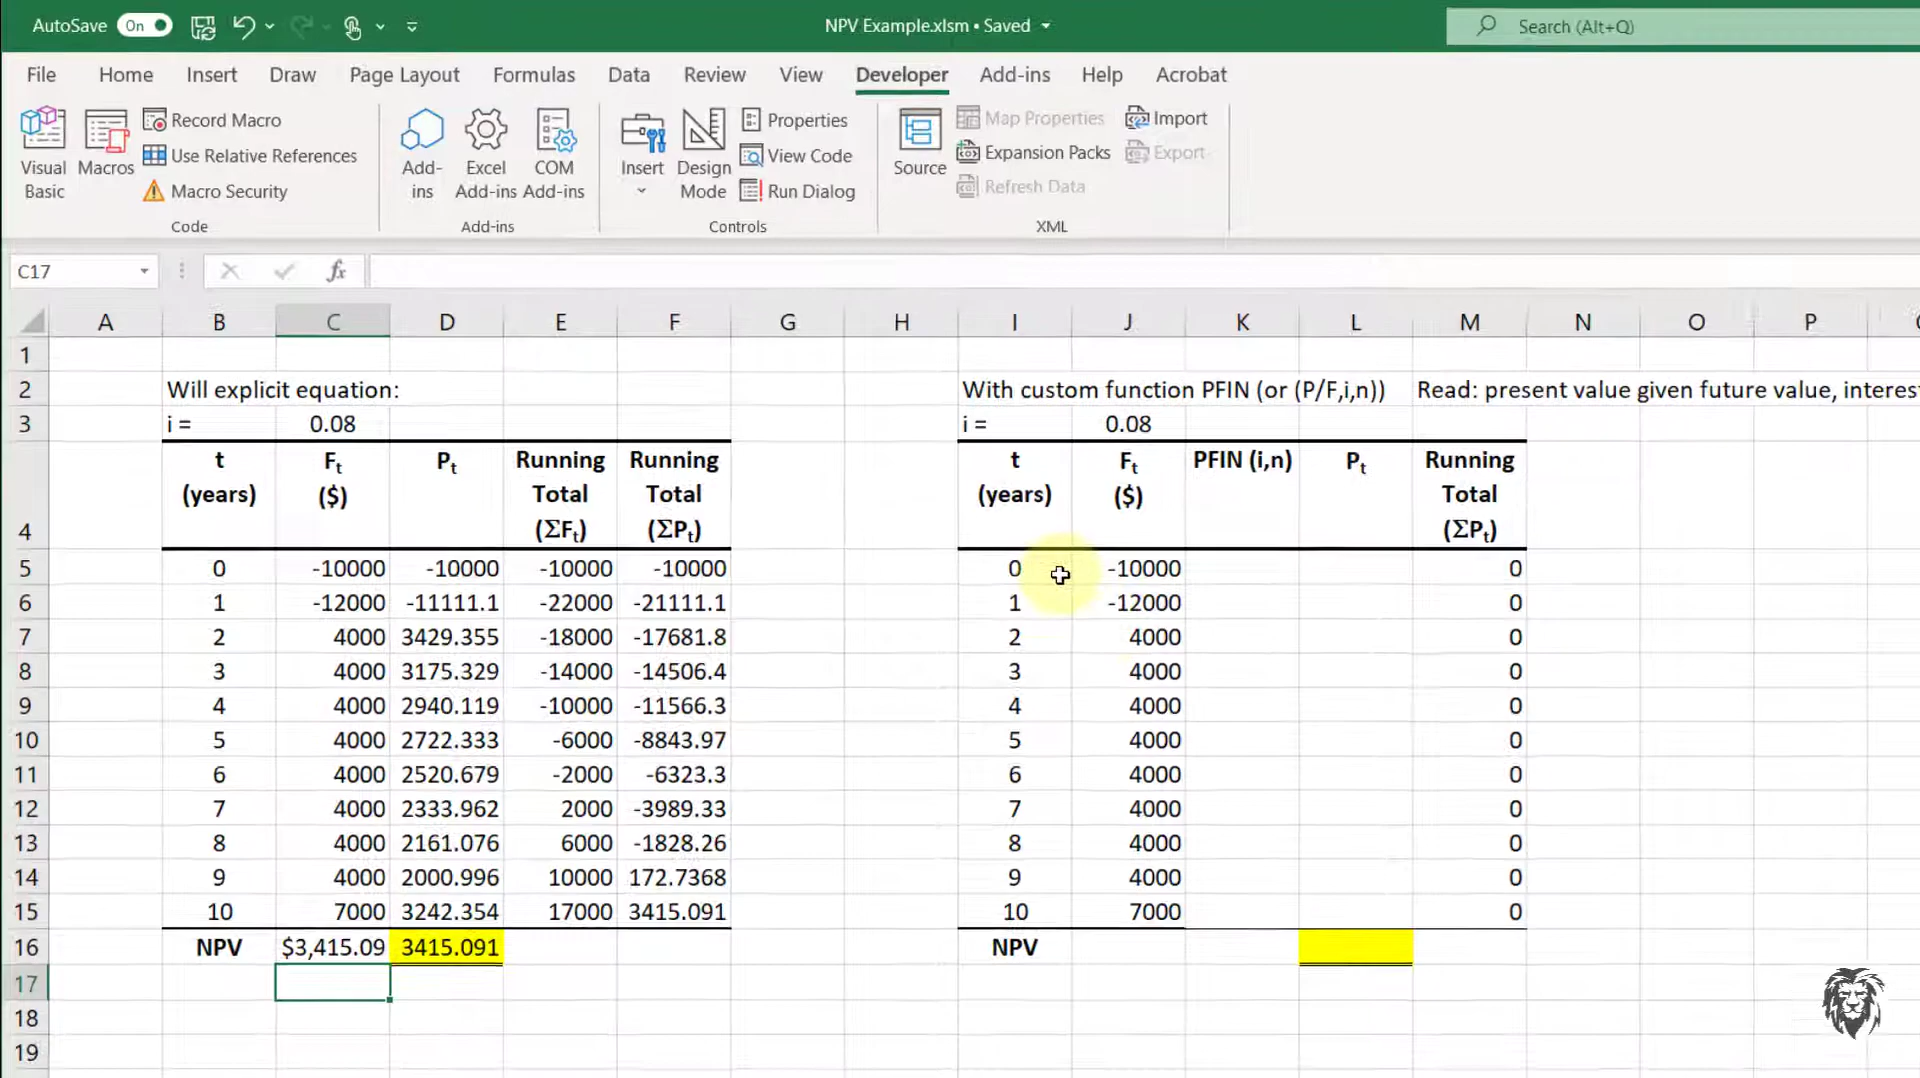 AutoSave On NPV Example.xlsm • Saved Search (Alt+Q)
File Home Insert Draw Page Layout Formulas Data Review View Developer Add-ins Help Acrobat
Visual Basic
Macros
Record Macro
Use Relative References
Macro Security
Code
Add-ins
Excel Add-ins
COM Add-ins
Add-ins
Insert
Design Mode
Properties
View Code
Run Dialog
Controls
Source
Map Properties
Expansion Packs
Refresh Data
Import
Export
XML
C17 fx
A B C D E F G H I J K L M N O P
1
2 Will explicit equation: With custom function PFIN (or (P/F,i,n)) Read: present value given future value, interes
3 i = 0.08 i = 0.08
4 t (years) Ft ($) Pt Running Total (ΣFt) Running Total (ΣPt) t (years) Ft ($) PFIN (i,n) Pt Running Total (ΣPt)
5 0 -10000 -10000 -10000 -10000 0 -10000 0
6 1 -12000 -11111.1 -22000 -21111.1 1 -12000 0
7 2 4000 3429.355 -18000 -17681.8 2 4000 0
8 3 4000 3175.329 -14000 -14506.4 3 4000 0
9 4 4000 2940.119 -10000 -11566.3 4 4000 0
10 5 4000 2722.333 -6000 -8843.97 5 4000 0
11 6 4000 2520.679 -2000 -6323.3 6 4000 0
12 7 4000 2333.962 2000 -3989.33 7 4000 0
13 8 4000 2161.076 6000 -1828.26 8 4000 0
14 9 4000 2000.996 10000 172.7368 9 4000 0
15 10 7000 3242.354 17000 3415.091 10 7000 0
16 NPV $3,415.09 3415.091 NPV
17
18
19